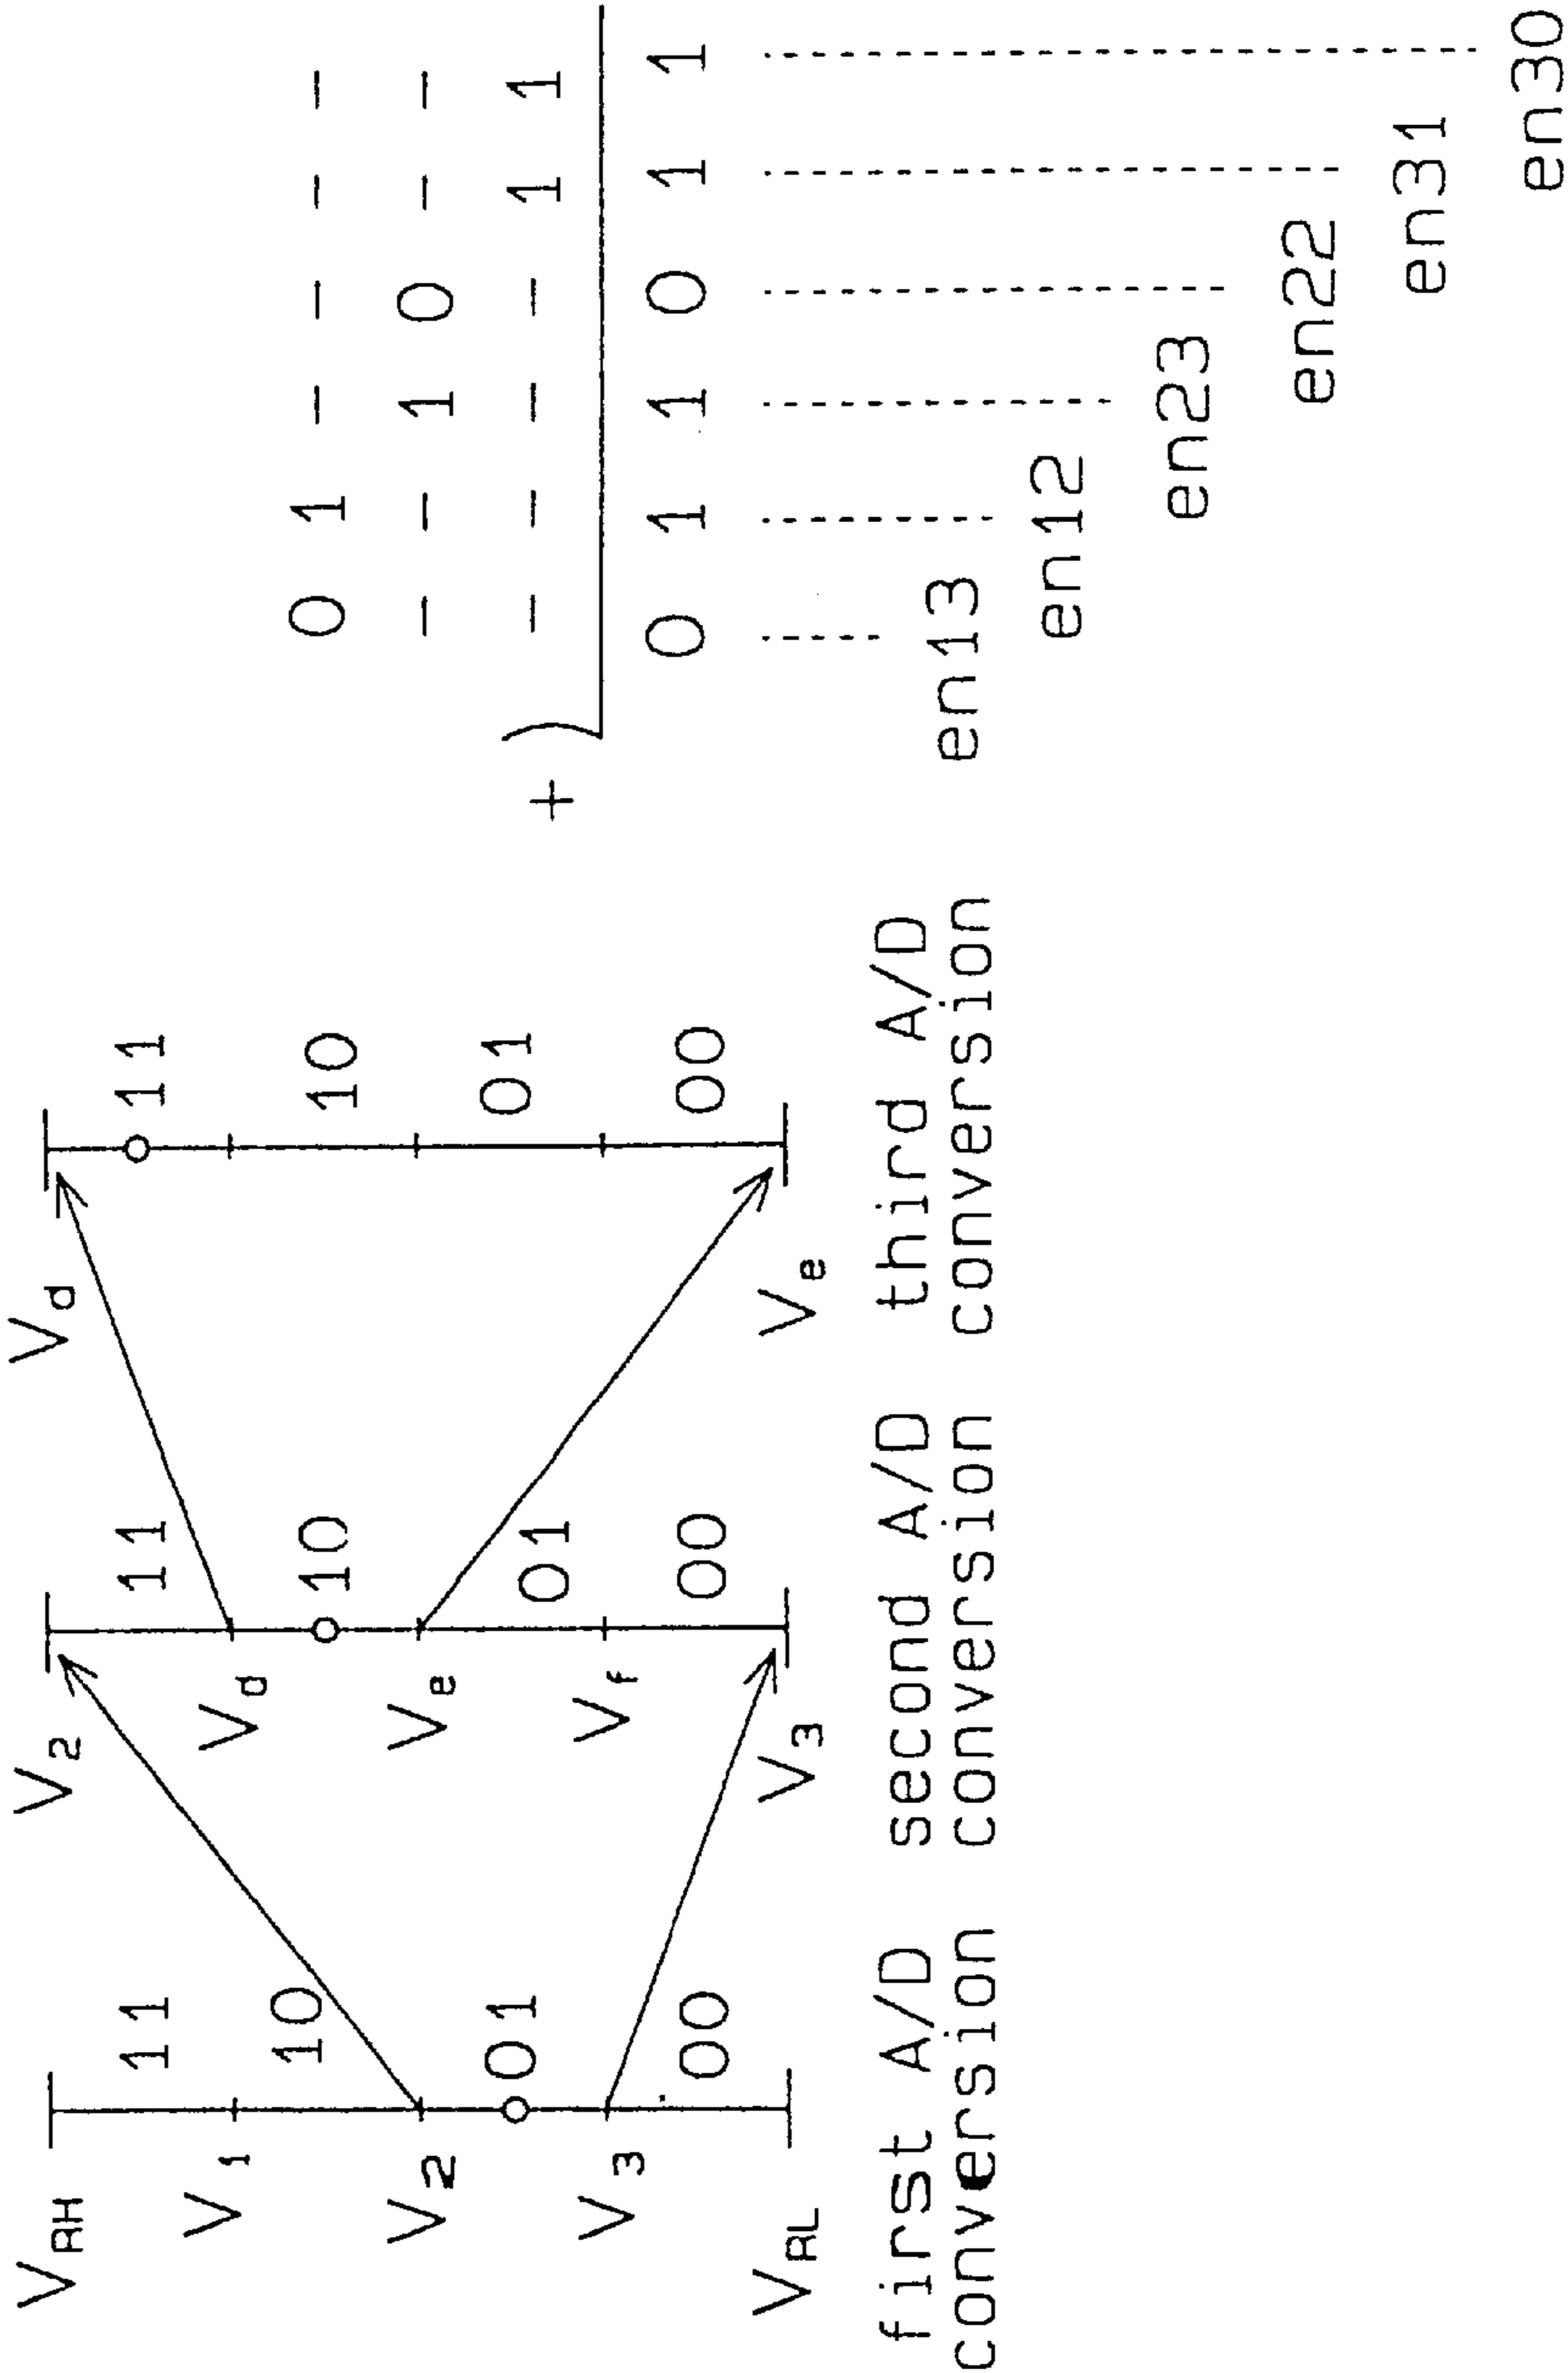 V_RH
V_1
V_2
V_3
V_RL
11
10
01
00
first A/D
conversion
V_2
V_d
V_e
V_f
V_3
11
10
01
00
second A/D
conversion
V_d
V_e
11
10
01
00
third A/D
conversion
0 1 - - - -
- - 1 0 - -
+ ) - - - - 1 1
0 1 1 0 1 1
en13
en12
en23
en22
en31
en30